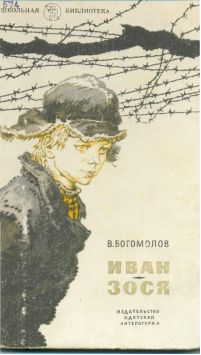 ШКОЛЬНАЯ БИБЛИОТЕКА
В.БОГОМОЛОВ
ИВАН
ЗОСЯ
ИЗДАТЕЛЬСТВО
"ДЕТСКАЯ
ЛИТЕРАТУРА"